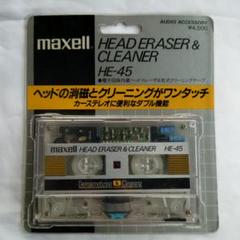 AUDIO ACCESSORY
¥4,500
maxell
HEAD ERASER &
CLEANER
HE-45
ヘッドの消磁とクリーニングがワンタッチ
カーステレオに便利なダブル機能
maxell HEAD ERASER & CLEANER HE-45